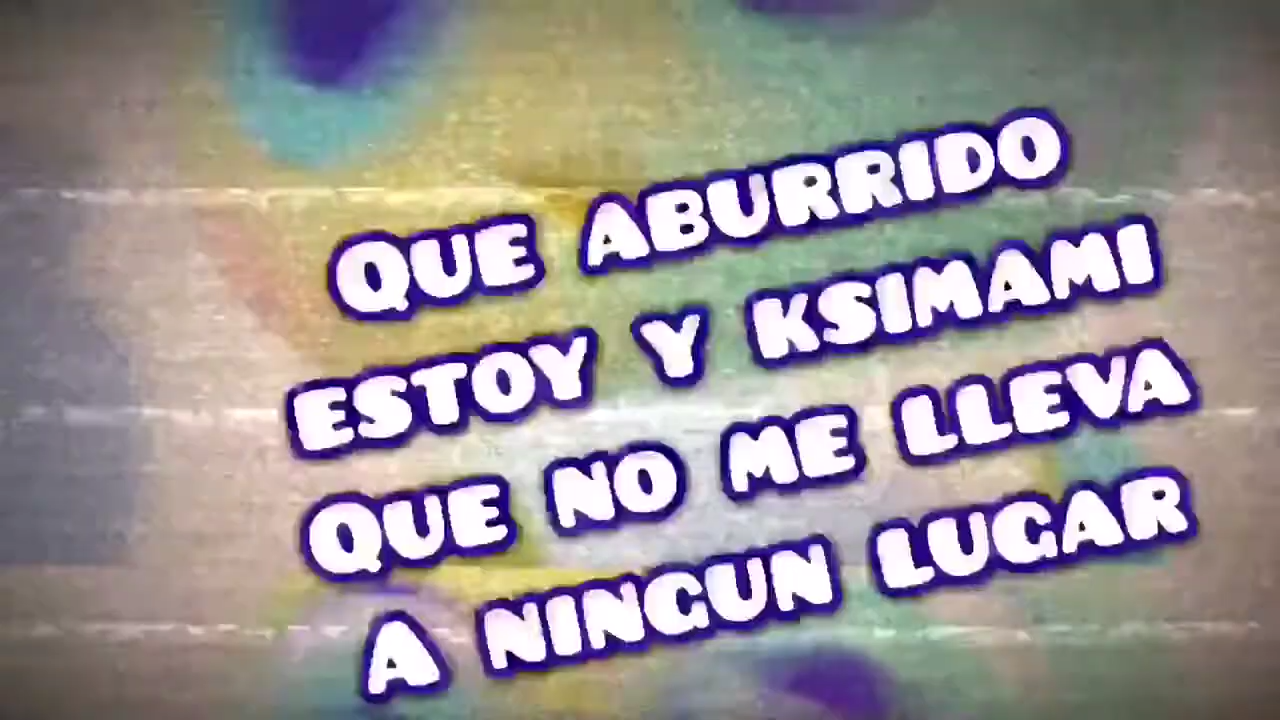 QUE ABURRIDO
ESTOY Y KSIMAMI
QUE NO ME LLEVA
A NINGUN LUGAR